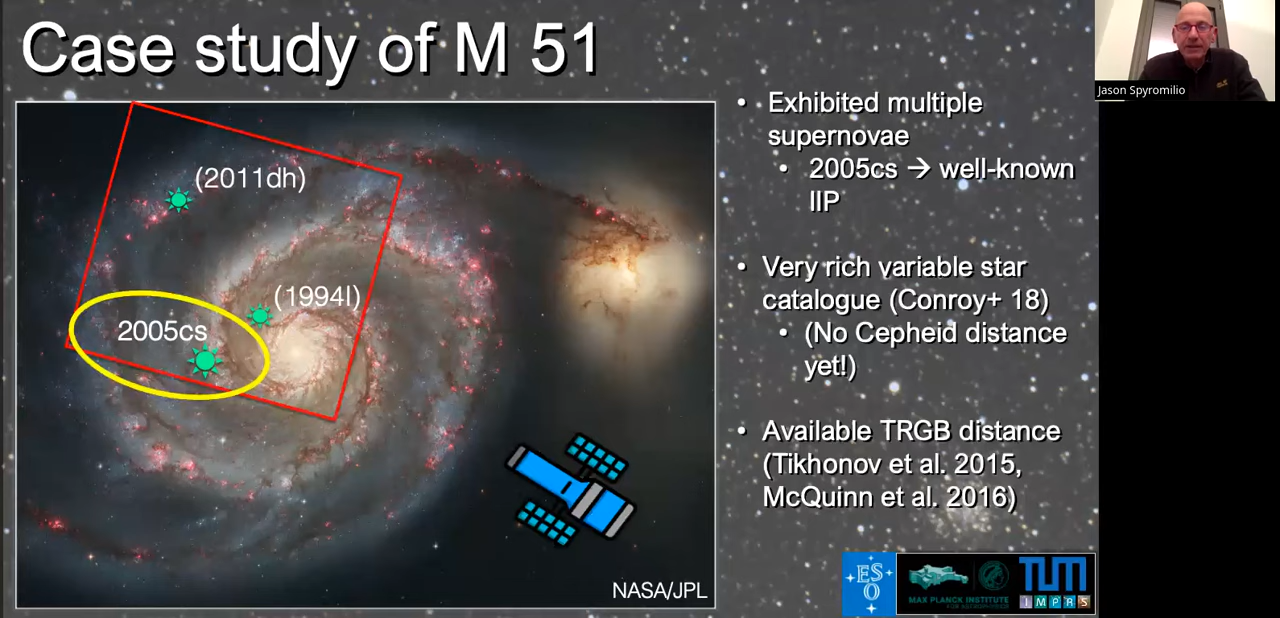 Case study of M 51
Jason Spyromilio
(2011dh)
(1994I)
2005cs
NASA/JPL
• Exhibited multiple
supernovae
• 2005cs → well-known
IIP
• Very rich variable star
catalogue (Conroy+ 18)
• (No Cepheid distance
yet!)
• Available TRGB distance
(Tikhonov et al. 2015,
McQuinn et al. 2016)
ESO
MAX PLANCK INSTITUTE
FOR ASTROPHYSICS
TUM
IMPRS